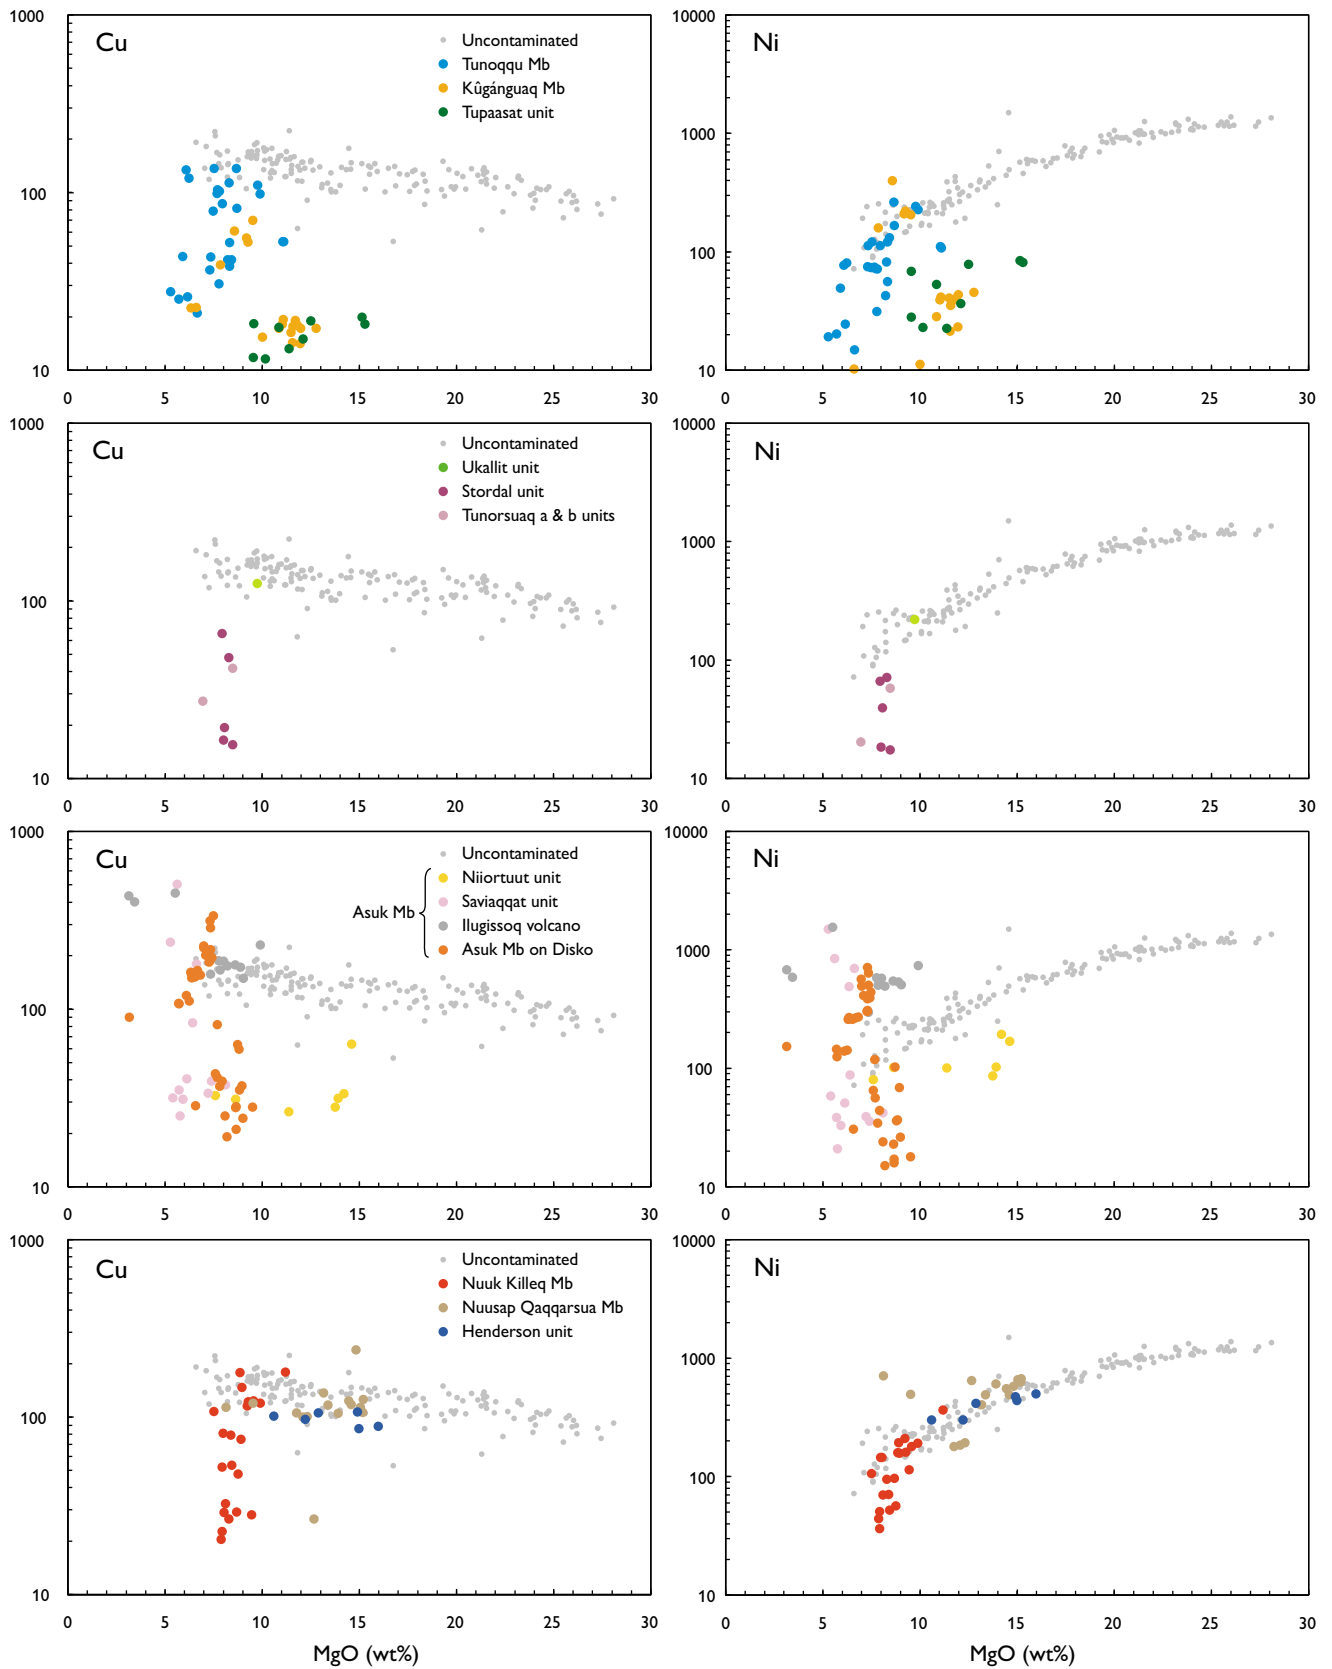 1000
100
10
Cu
Uncontaminated
Tunoqqu Mb
Kûgánguaq Mb
Tupaasat unit
0 5 10 15 20 25 30
10000
1000
100
10
Ni
0 5 10 15 20 25 30
1000
100
10
Cu
Uncontaminated
Ukallit unit
Stordal unit
Tunorsuaq a & b units
0 5 10 15 20 25 30
10000
1000
100
10
Ni
0 5 10 15 20 25 30
1000
100
10
Cu
Uncontaminated
Asuk Mb
Niiortuut unit
Saviaqqat unit
Ilugissoq volcano
Asuk Mb on Disko
0 5 10 15 20 25 30
10000
1000
100
10
Ni
0 5 10 15 20 25 30
1000
100
10
Cu
Uncontaminated
Nuuk Killeq Mb
Nuusap Qaqqarsua Mb
Henderson unit
0 5 10 15 20 25 30
MgO (wt%)
10000
1000
100
10
Ni
0 5 10 15 20 25 30
MgO (wt%)